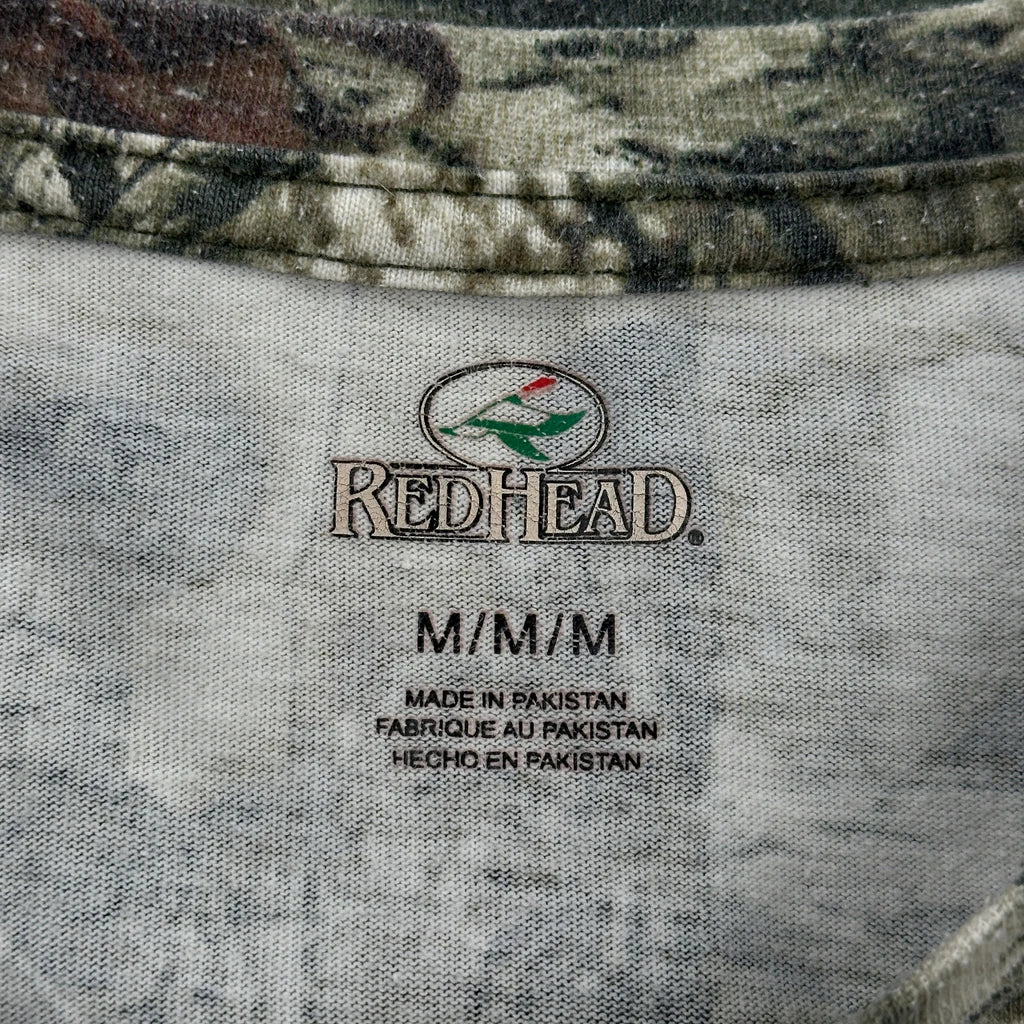 REDHEAD®
M/M/M
MADE IN PAKISTAN
FABRIQUE AU PAKISTAN
HECHO EN PAKISTAN